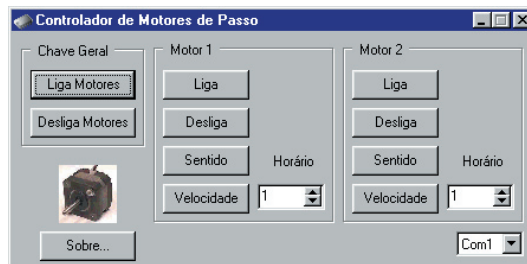 Controlador de Motores de Passo
Chave Geral
Liga Motores
Desliga Motores
Sobre...
Motor 1
Liga
Desliga
Sentido Horário
Velocidade 1
Motor 2
Liga
Desliga
Sentido Horário
Velocidade 1
Com1